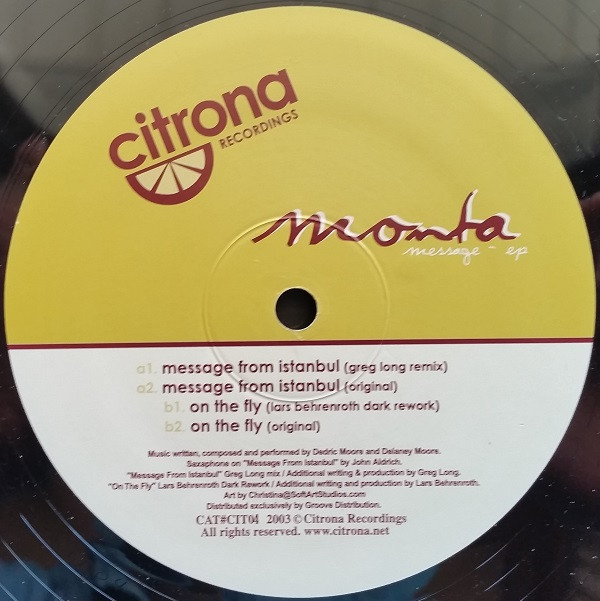 citrona
RECORDINGS
monta
message - ep
a1. message from istanbul (greg long remix)
a2. message from istanbul (original)
b1. on the fly (lars behrenroth dark rework)
b2. on the fly (original)
Music written, composed and performed by Dedric Moore and Delaney Moore.
Saxaphone on "Message From Istanbul" by John Aldrich.
"Message From Istanbul" Greg Long mix / Additional writing & production by Greg Long.
"On The Fly" Lars Behrenroth Dark Rework / Additional writing and production by Lars Behrenroth.
Art by Christina@SoftArtStudios.com
Distributed exclusively by Groove Distribution.
CAT#CIT04 2003 © Citrona Recordings
All rights reserved. www.citrona.net